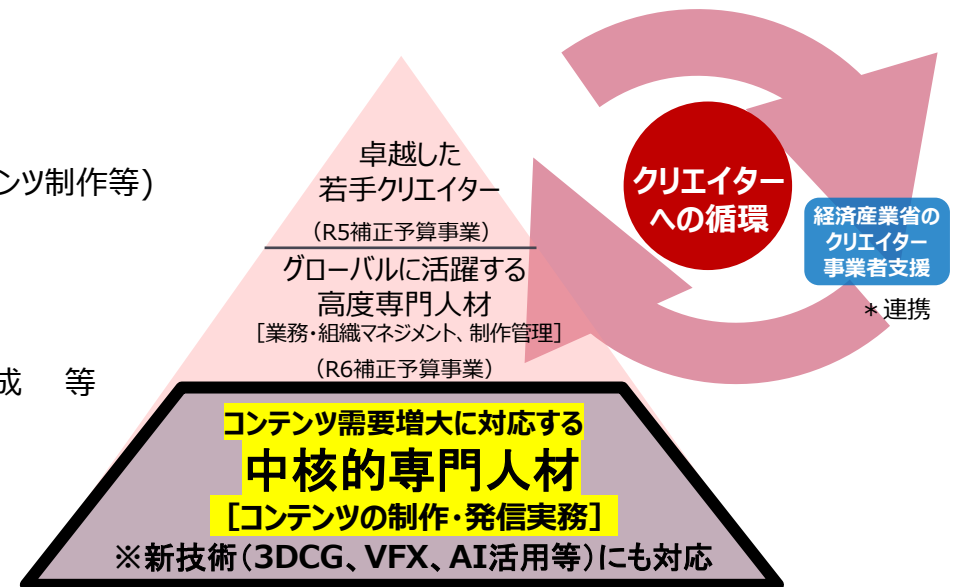 ンツ制作等)
成　等
卓越した
若手クリエイター
（R5補正予算事業）
グローバルに活躍する
高度専門人材
［業務・組織マネジメント、制作管理］
（R6補正予算事業）
コンテンツ需要増大に対応する
中核的専門人材
［コンテンツの制作・発信実務］
※新技術（3DCG、VFX、AI活用等）にも対応
クリエイター
への循環
経済産業省の
クリエイター
事業者支援
＊連携